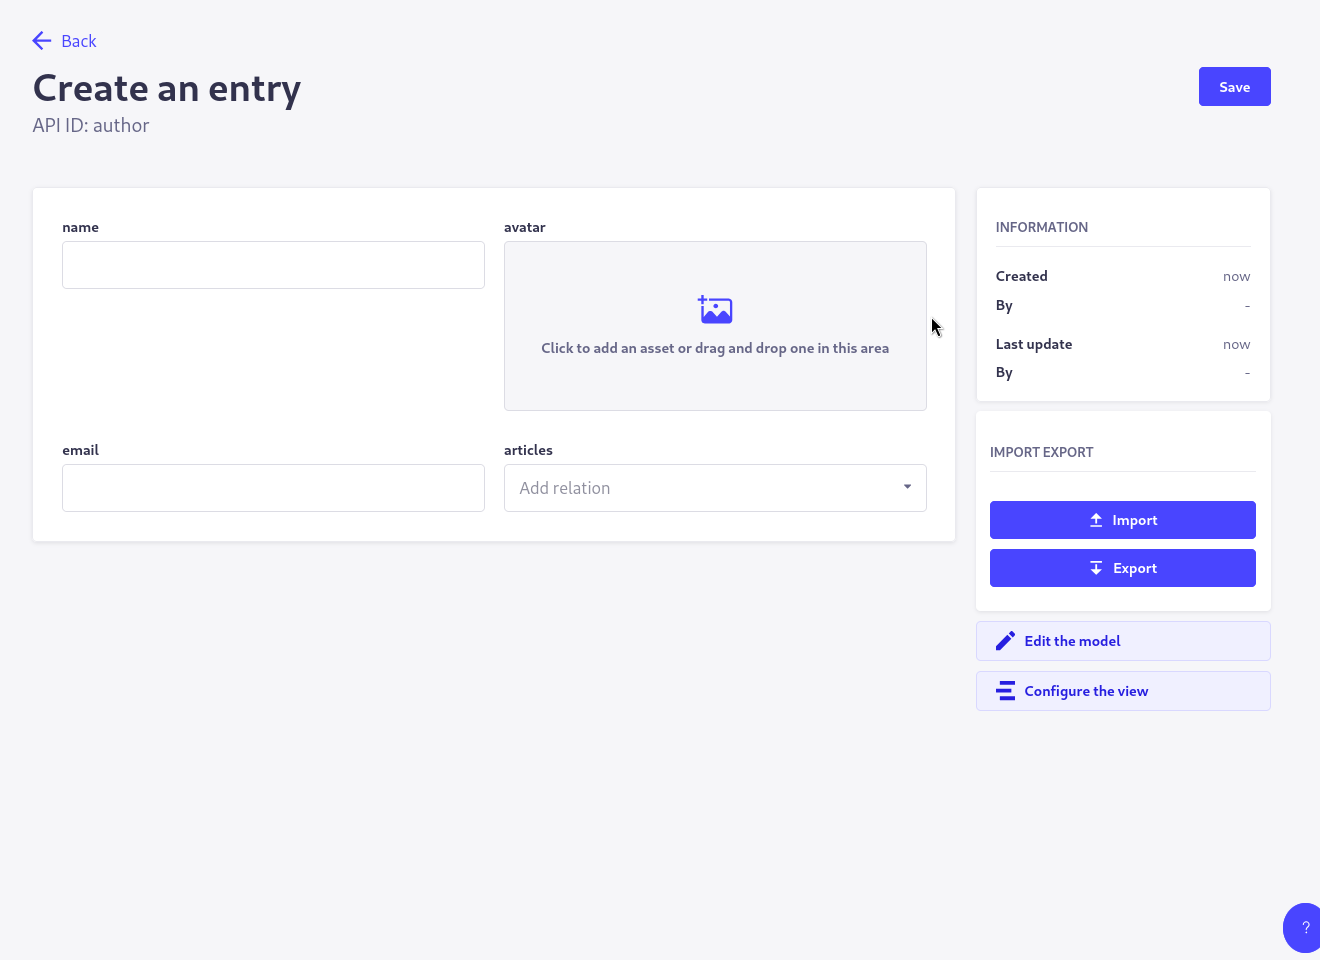 Back
Create an entry
Save
API ID: author
name
avatar
Click to add an asset or drag and drop one in this area
email
articles
Add relation
INFORMATION
Created now
By -
Last update now
By -
IMPORT EXPORT
Import
Export
Edit the model
Configure the view
?